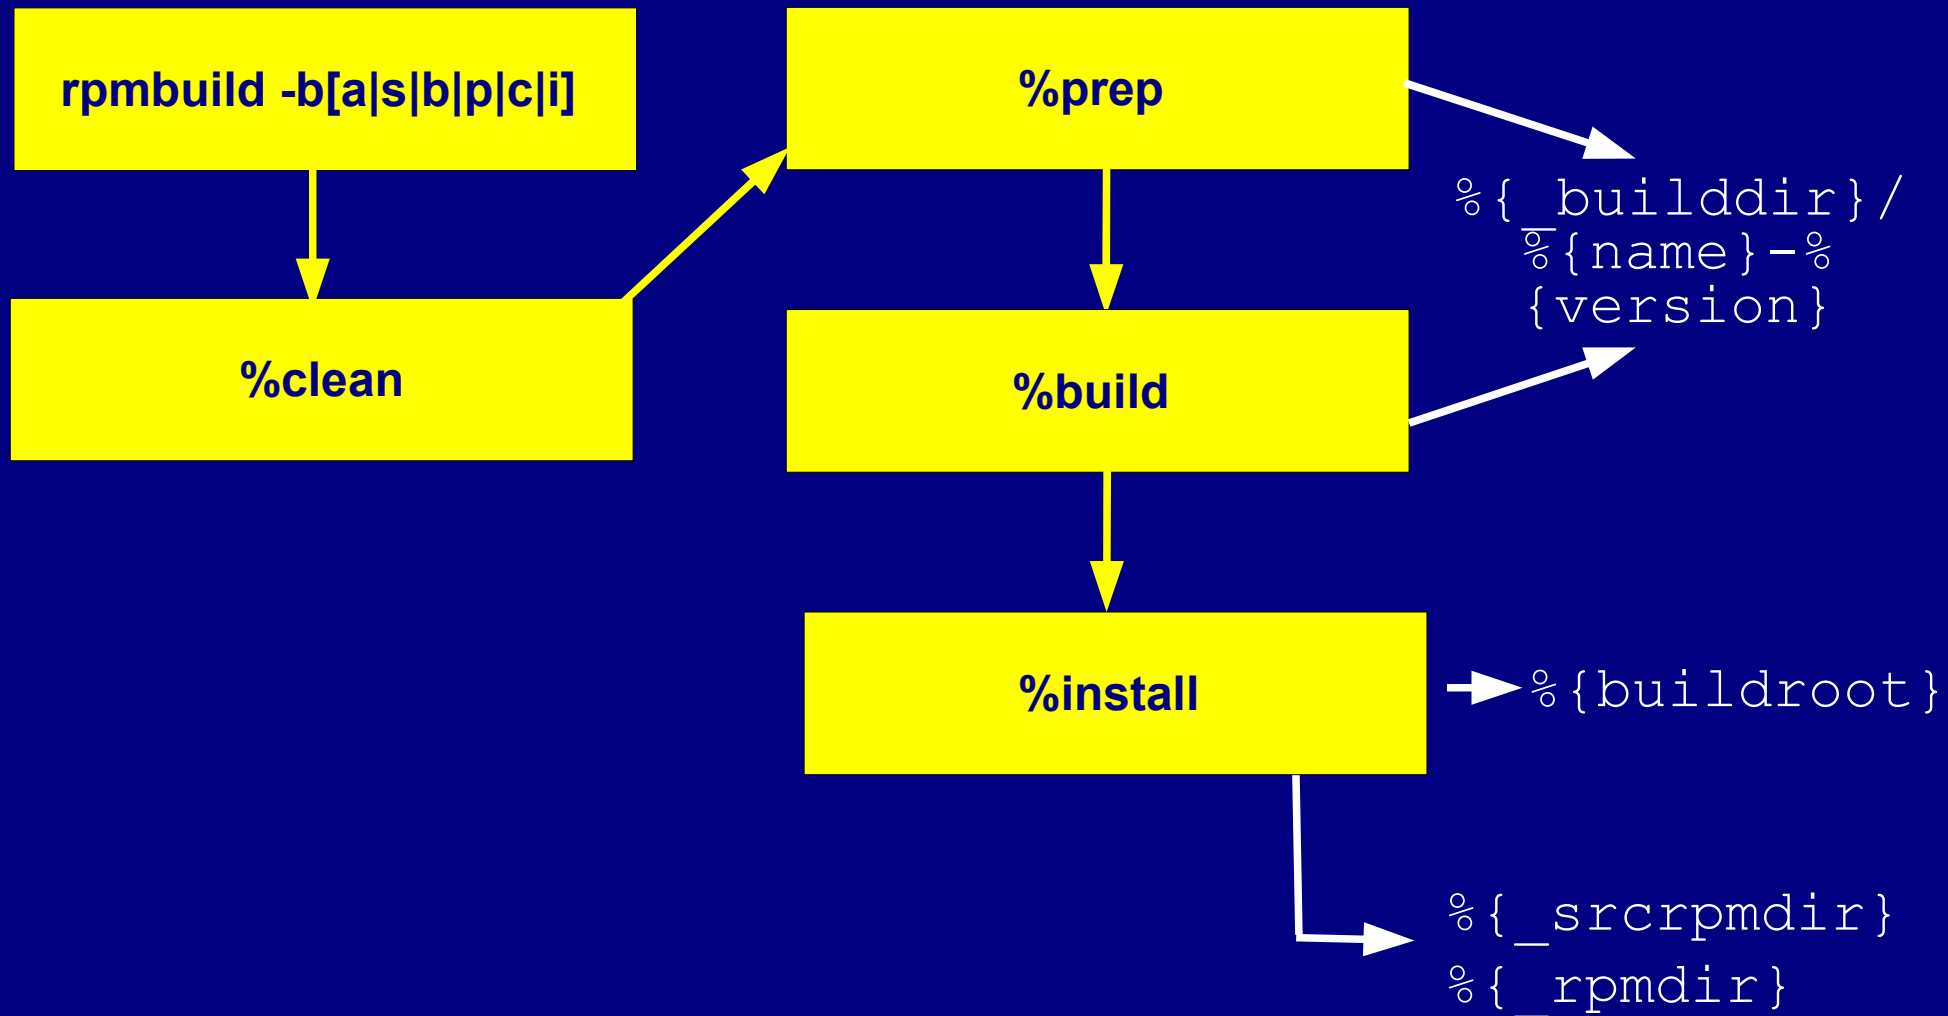 rpmbuild -b[a|s|b|p|c|i]
%clean
%prep
%build
%install
%{_builddir}/
%{name}-%
{version}
%{buildroot}
%{_srcrpmdir}
%{_rpmdir}